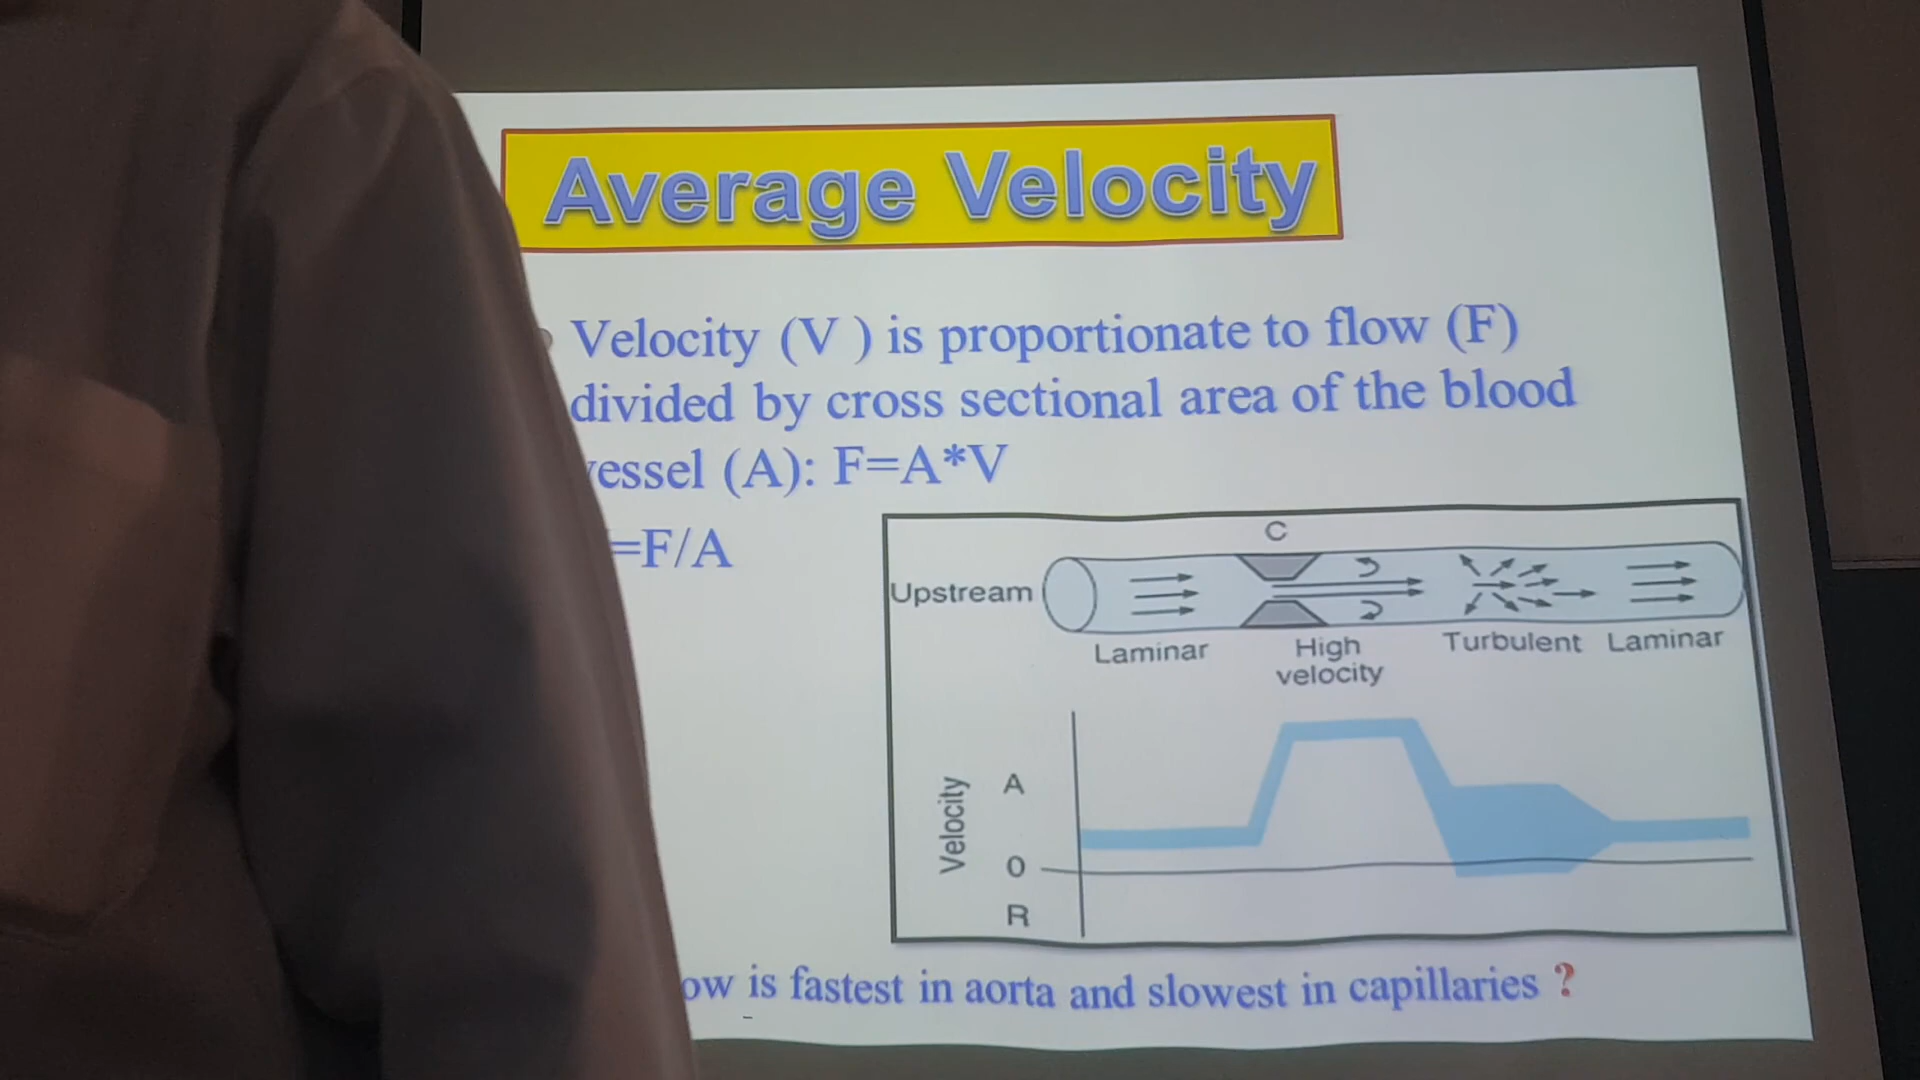 Average Velocity
Velocity (V ) is proportionate to flow (F)
divided by cross sectional area of the blood
essel (A): F=A*V
=F/A
C
Upstream
Laminar
High
velocity
Turbulent
Laminar
Velocity
A
0
R
ow is fastest in aorta and slowest in capillaries ?